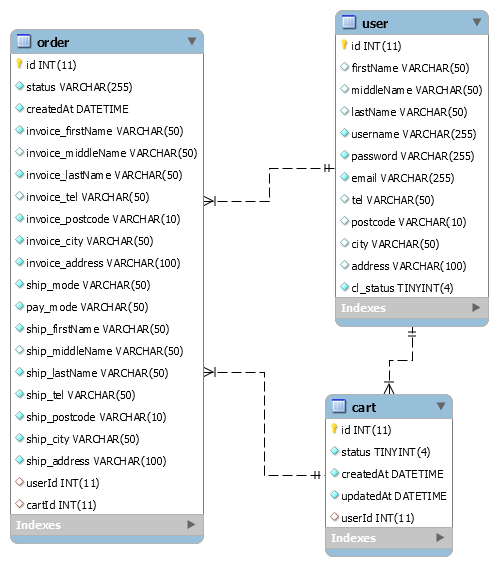 order
id INT(11)
status VARCHAR(255)
createdAt DATETIME
invoice_firstName VARCHAR(50)
invoice_middleName VARCHAR(50)
invoice_lastName VARCHAR(50)
invoice_tel VARCHAR(50)
invoice_postcode VARCHAR(10)
invoice_city VARCHAR(50)
invoice_address VARCHAR(100)
ship_mode VARCHAR(50)
pay_mode VARCHAR(50)
ship_firstName VARCHAR(50)
ship_middleName VARCHAR(50)
ship_lastName VARCHAR(50)
ship_tel VARCHAR(50)
ship_postcode VARCHAR(10)
ship_city VARCHAR(50)
ship_address VARCHAR(100)
userId INT(11)
cartId INT(11)
Indexes
user
id INT(11)
firstName VARCHAR(50)
middleName VARCHAR(50)
lastName VARCHAR(50)
username VARCHAR(255)
password VARCHAR(255)
email VARCHAR(255)
tel VARCHAR(50)
postcode VARCHAR(10)
city VARCHAR(50)
address VARCHAR(100)
cl_status TINYINT(4)
Indexes
cart
id INT(11)
status TINYINT(4)
createdAt DATETIME
updatedAt DATETIME
userId INT(11)
Indexes